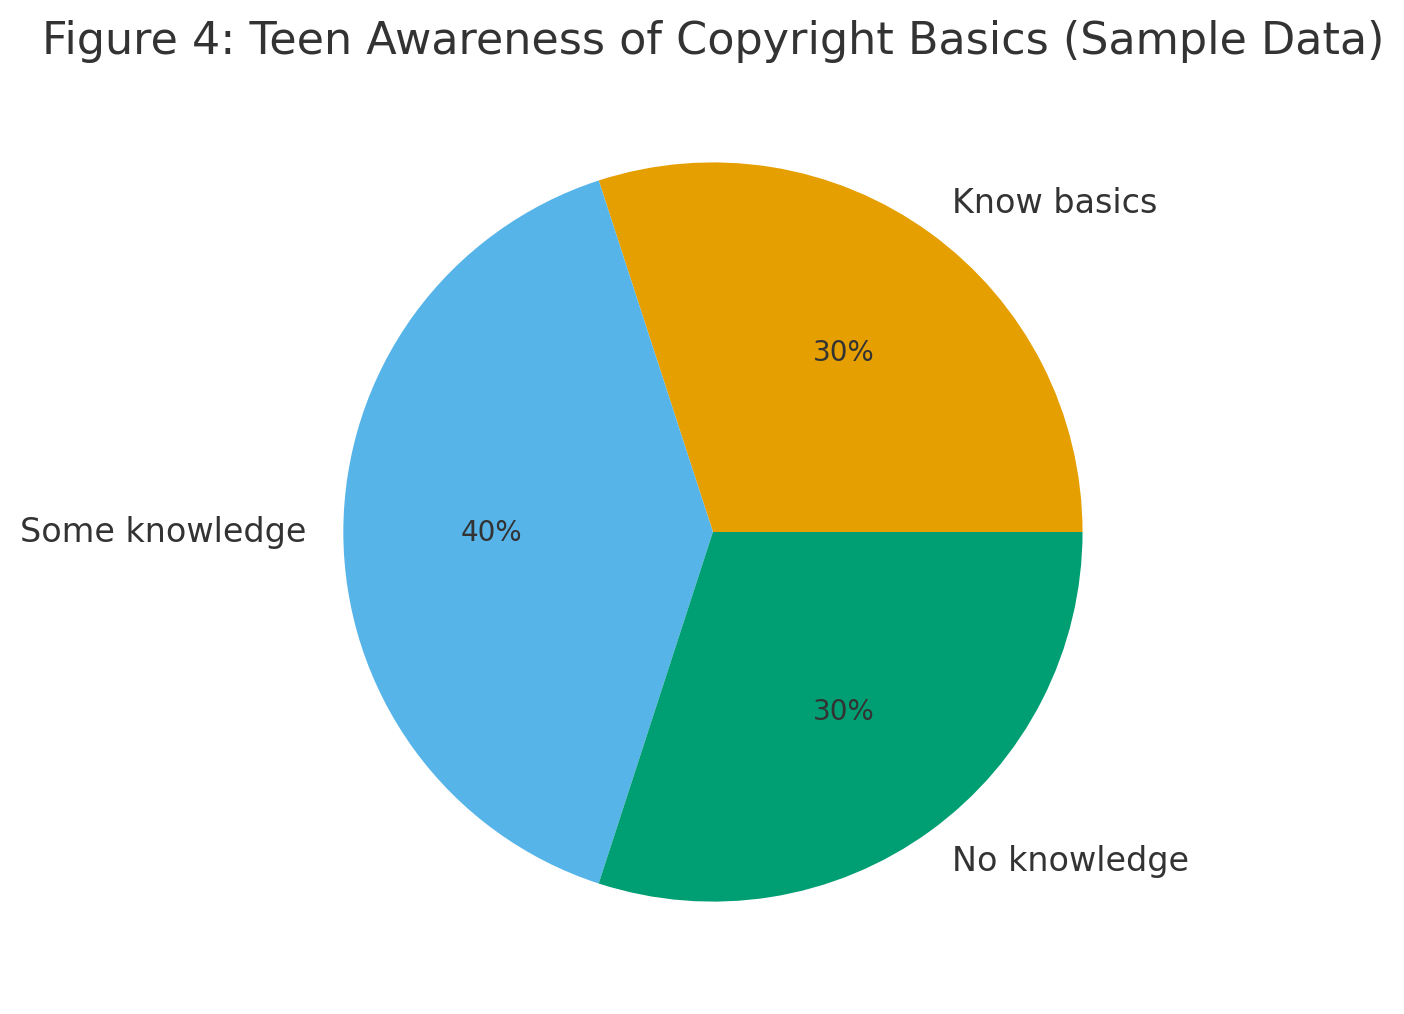 Figure 4: Teen Awareness of Copyright Basics (Sample Data)
Know basics
30%
Some knowledge
40%
30%
No knowledge